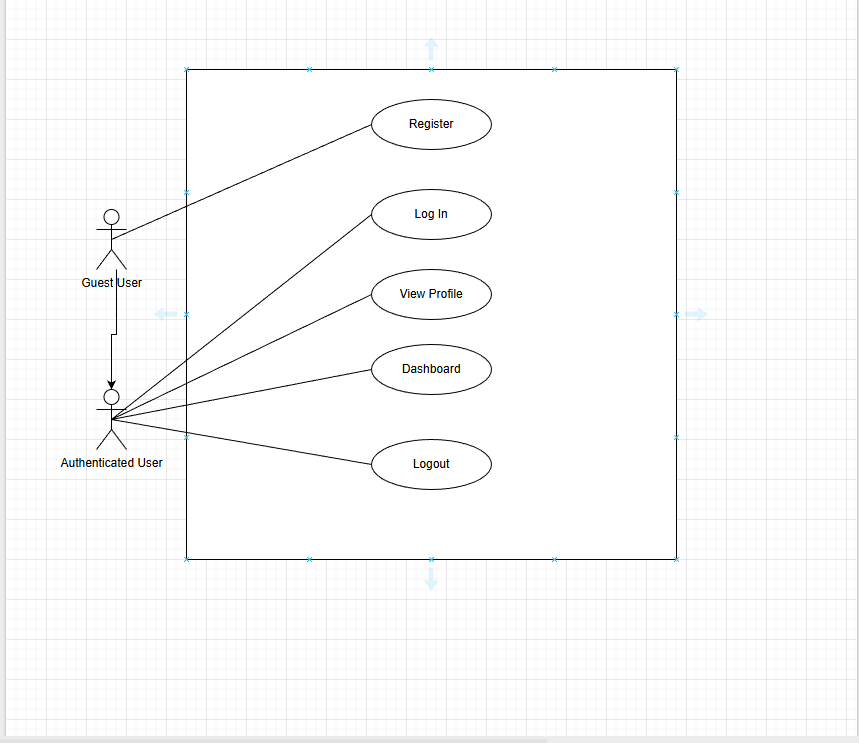 Register
Log In
Guest User
View Profile
Dashboard
Authenticated User
Logout